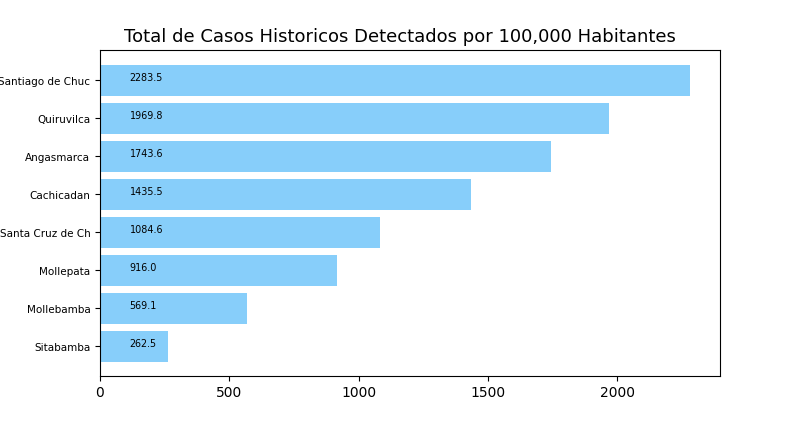 Total de Casos Historicos Detectados por 100,000 Habitantes
Santiago de Chuc 2283.5
Quiruvilca 1969.8
Angasmarca 1743.6
Cachicadan 1435.5
Santa Cruz de Ch 1084.6
Mollepata 916.0
Mollebamba 569.1
Sitabamba 262.5
0 500 1000 1500 2000